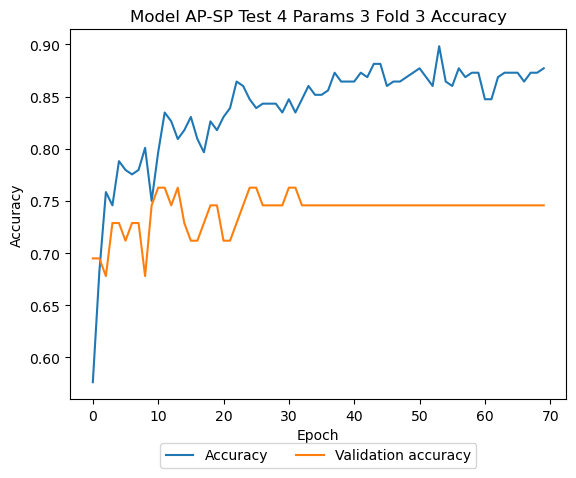 Model AP-SP Test 4 Params 3 Fold 3 Accuracy
0.90
0.85
0.80
0.75
0.70
0.65
0.60
Accuracy
0 10 20 30 40 50 60 70
Epoch
Accuracy Validation accuracy